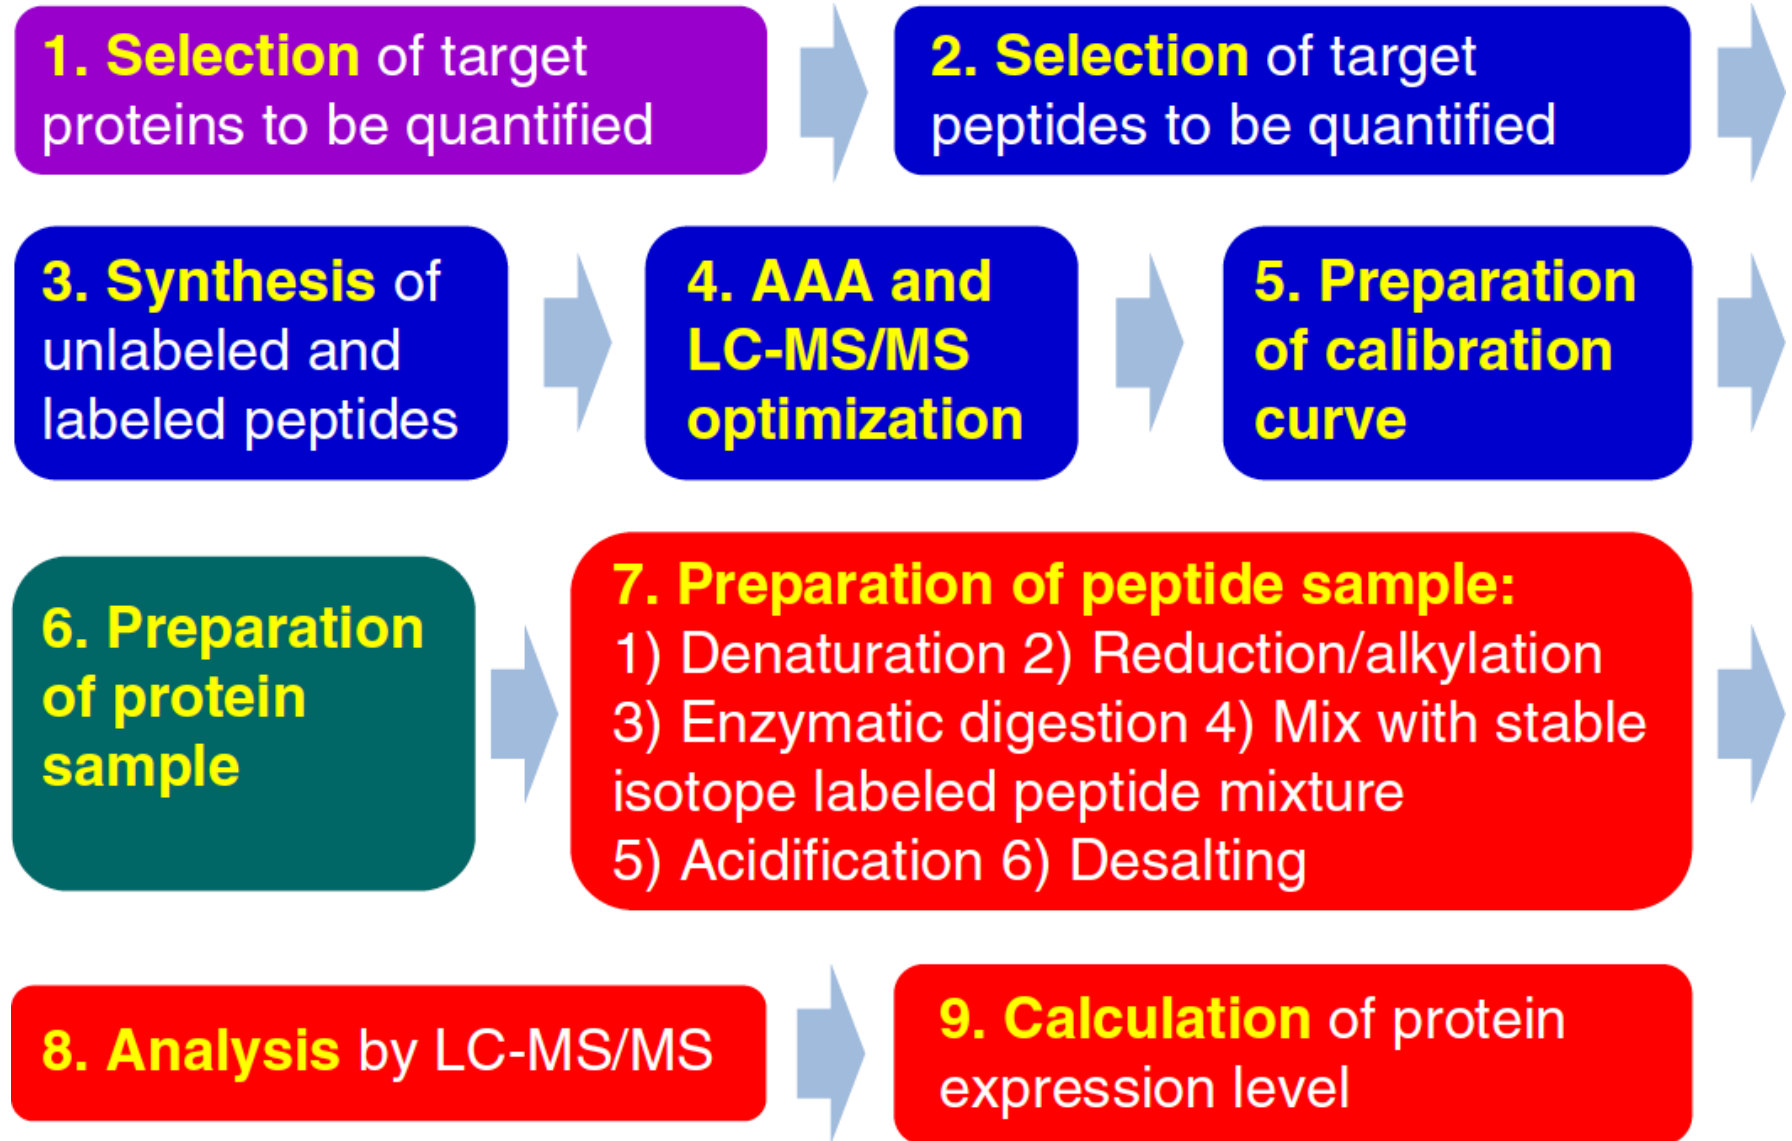 1. Selection of target
proteins to be quantified
2. Selection of target
peptides to be quantified
3. Synthesis of
unlabeled and
labeled peptides
4. AAA and
LC-MS/MS
optimization
5. Preparation
of calibration
curve
6. Preparation
of protein
sample
7. Preparation of peptide sample:
1) Denaturation 2) Reduction/alkylation
3) Enzymatic digestion 4) Mix with stable
isotope labeled peptide mixture
5) Acidification 6) Desalting
8. Analysis by LC-MS/MS
9. Calculation of protein
expression level